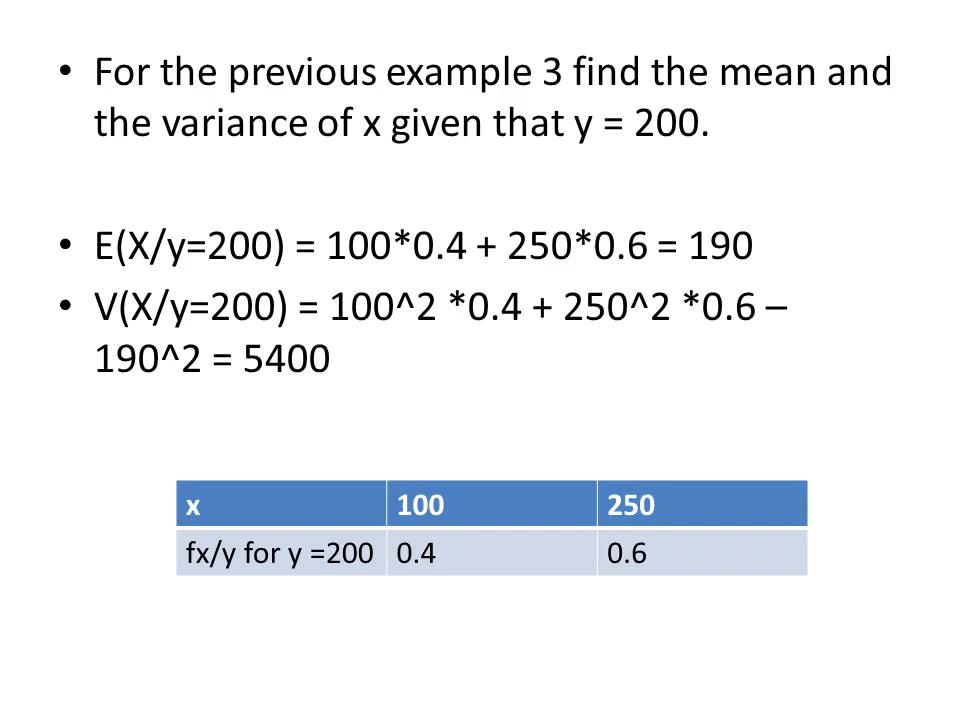 • For the previous example 3 find the mean and
the variance of x given that y = 200.
• E(X/y=200) = 100*0.4 + 250*0.6 = 190
• V(X/y=200) = 100^2 *0.4 + 250^2 *0.6 –
190^2 = 5400
x 100 250
fx/y for y =200 0.4 0.6